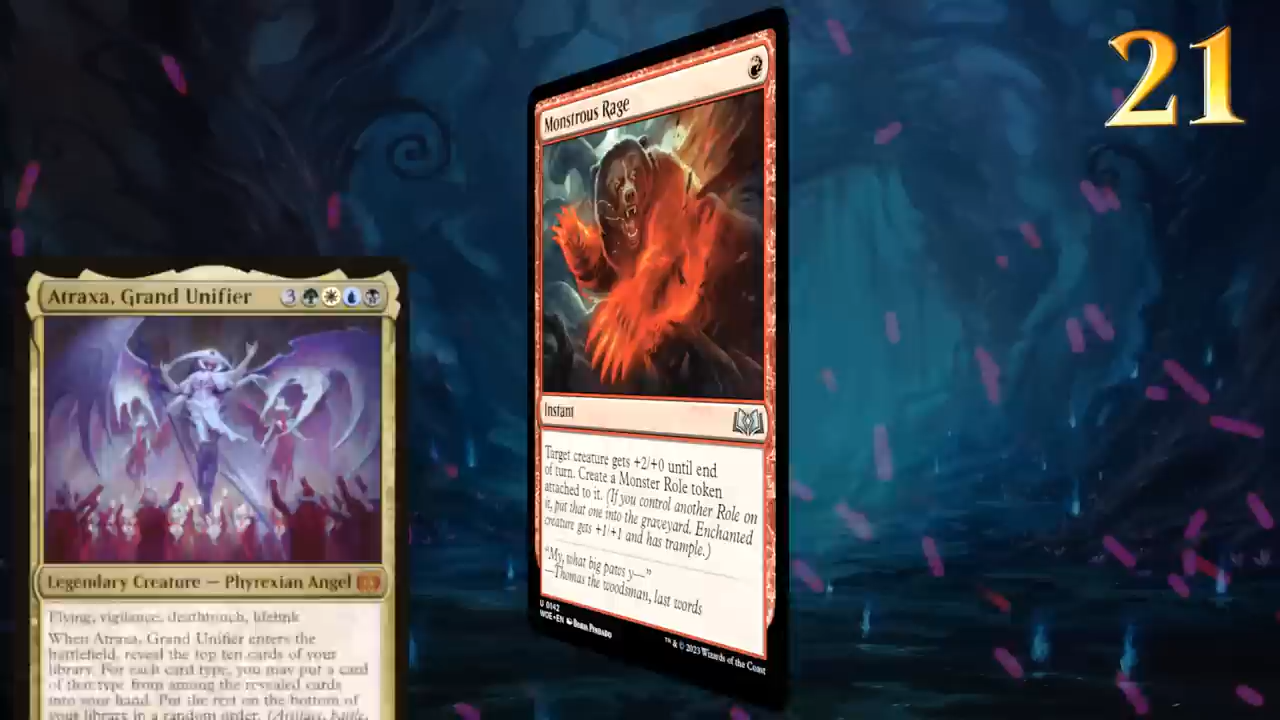 21
Monstrous Rage
Instant
Target creature gets +2/+0 until end
of turn. Create a Monster Role token
attached to it. (If you control another Role on
it, put that one into the graveyard. Enchanted
creature gets +1/+1 and has trample.)
"My, what big paws y—"
—Thomas the woodsman, last words
U 0142
WOE • EN
™ & © 2023 Wizards of the Coast
Atraxa, Grand Unifier 3
Legendary Creature — Phyrexian Angel
Flying, vigilance, deathtouch, lifelink
When Atraxa, Grand Unifier enters the
battlefield, reveal the top ten cards of your
library. For each card type, you may put a card
of that type from among the revealed cards
into your hand. Put the rest on the bottom of
your library in a random order. (Artifact, battle,